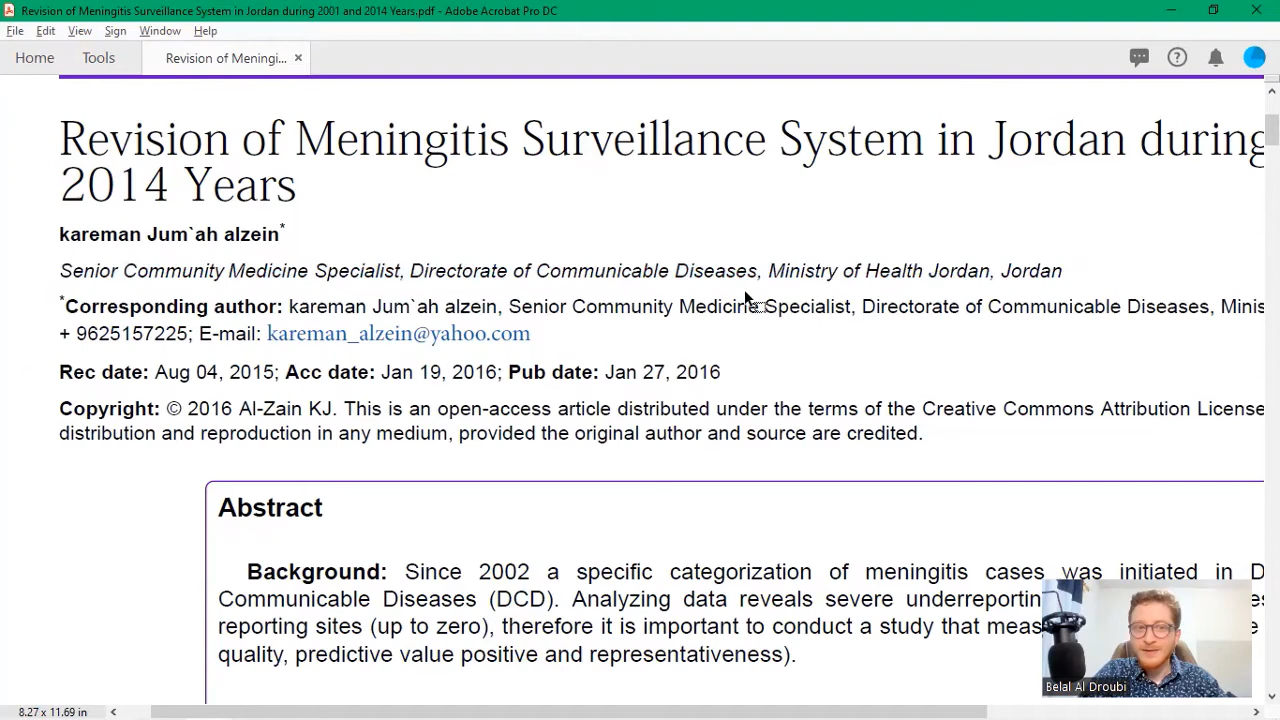 Revision of Meningitis Surveillance System in Jordan during 2001 and 2014 Years.pdf - Adobe Acrobat Pro DC
File Edit View Sign Window Help
Home Tools Revision of Meningi... ×
Revision of Meningitis Surveillance System in Jordan during
2014 Years
kareman Jum`ah alzein*
Senior Community Medicine Specialist, Directorate of Communicable Diseases, Ministry of Health Jordan, Jordan
*Corresponding author: kareman Jum`ah alzein, Senior Community Medicine Specialist, Directorate of Communicable Diseases, Minis
+ 9625157225; E-mail: kareman_alzein@yahoo.com
Rec date: Aug 04, 2015; Acc date: Jan 19, 2016; Pub date: Jan 27, 2016
Copyright: © 2016 Al-Zain KJ. This is an open-access article distributed under the terms of the Creative Commons Attribution License
distribution and reproduction in any medium, provided the original author and source are credited.
Abstract
Background: Since 2002 a specific categorization of meningitis cases was initiated in D
Communicable Diseases (DCD). Analyzing data reveals severe underreportin
reporting sites (up to zero), therefore it is important to conduct a study that meas
quality, predictive value positive and representativeness).
Belal Al Droubi
8.27 x 11.69 in